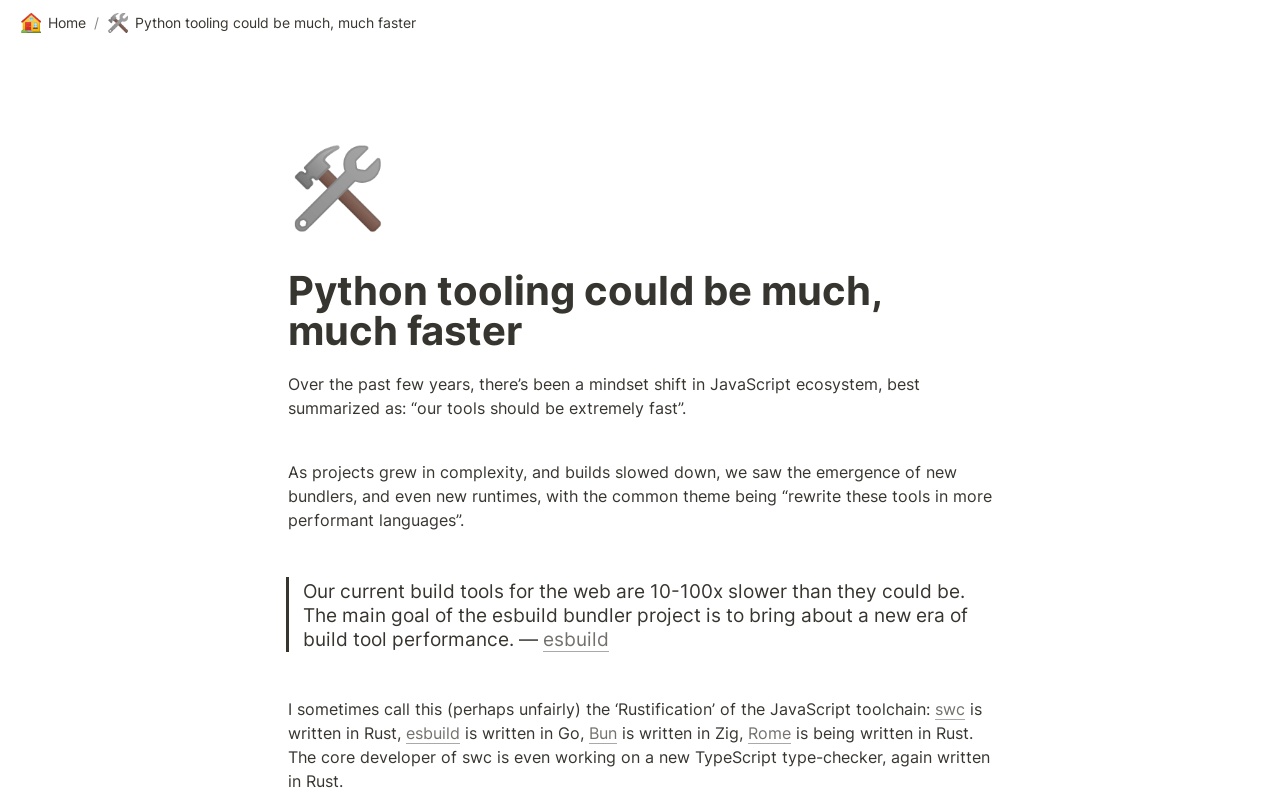 Home / Python tooling could be much, much faster
Python tooling could be much,
much faster
Over the past few years, there’s been a mindset shift in JavaScript ecosystem, best
summarized as: “our tools should be extremely fast”.
As projects grew in complexity, and builds slowed down, we saw the emergence of new
bundlers, and even new runtimes, with the common theme being “rewrite these tools in more
performant languages”.
Our current build tools for the web are 10-100x slower than they could be.
The main goal of the esbuild bundler project is to bring about a new era of
build tool performance. — esbuild
I sometimes call this (perhaps unfairly) the ‘Rustification’ of the JavaScript toolchain: swc is
written in Rust, esbuild is written in Go, Bun is written in Zig, Rome is being written in Rust.
The core developer of swc is even working on a new TypeScript type-checker, again written
in Rust.